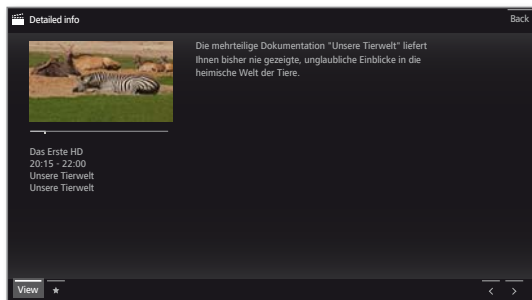 Detailed info
Back
Die mehrteilige Dokumentation "Unsere Tierwelt" liefert
Ihnen bisher nie gezeigte, unglaubliche Einblicke in die
heimische Welt der Tiere.
Das Erste HD
20:15 - 22:00
Unsere Tierwelt
Unsere Tierwelt
View